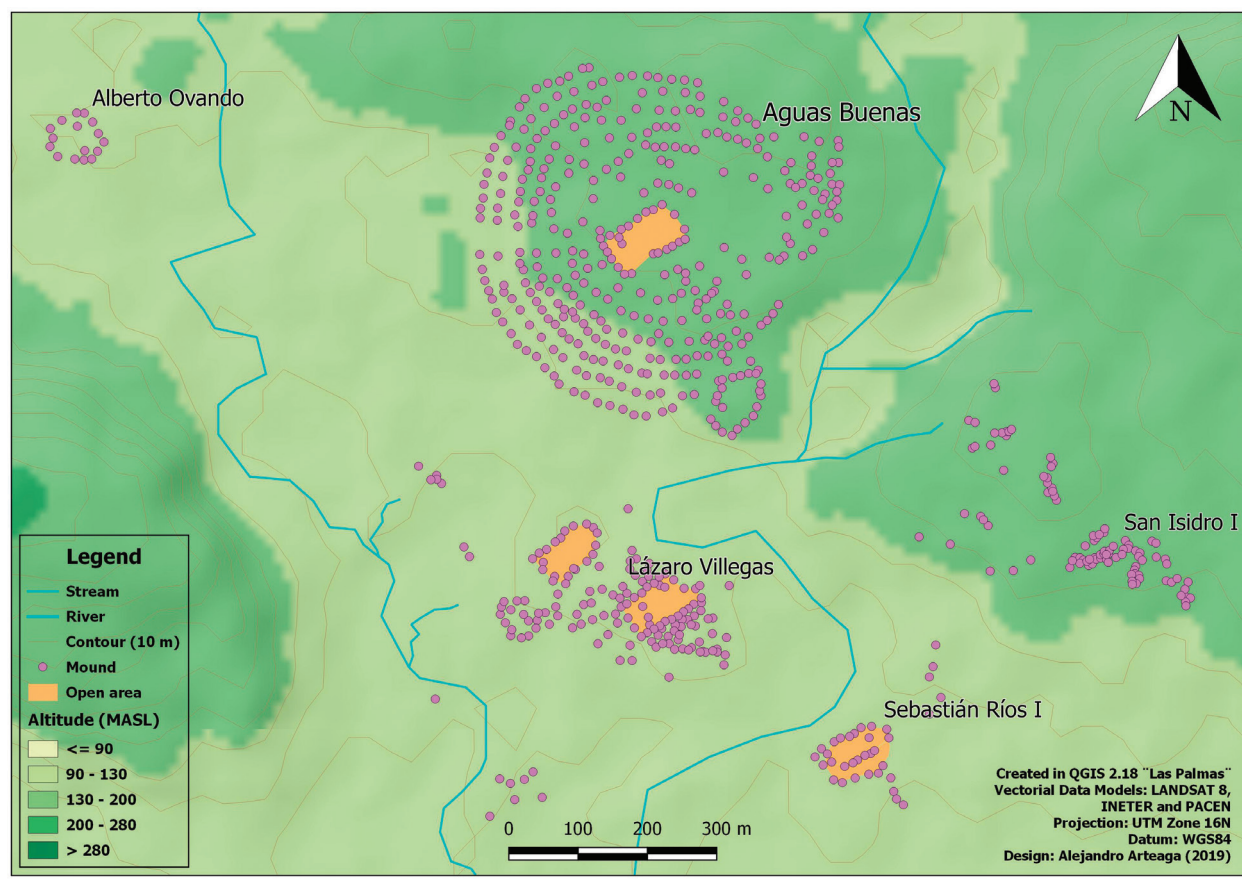 Alberto Ovando
Aguas Buenas
N
San Isidro I
Lázaro Villegas
Sebastián Ríos I
Legend
Stream
River
Contour (10 m)
Mound
Open area
Altitude (MASL)
<= 90
90 - 130
130 - 200
200 - 280
> 280
0 100 200 300 m
Created in QGIS 2.18 ¨Las Palmas¨
Vectorial Data Models: LANDSAT 8,
INETER and PACEN
Projection: UTM Zone 16N
Datum: WGS84
Design: Alejandro Arteaga (2019)